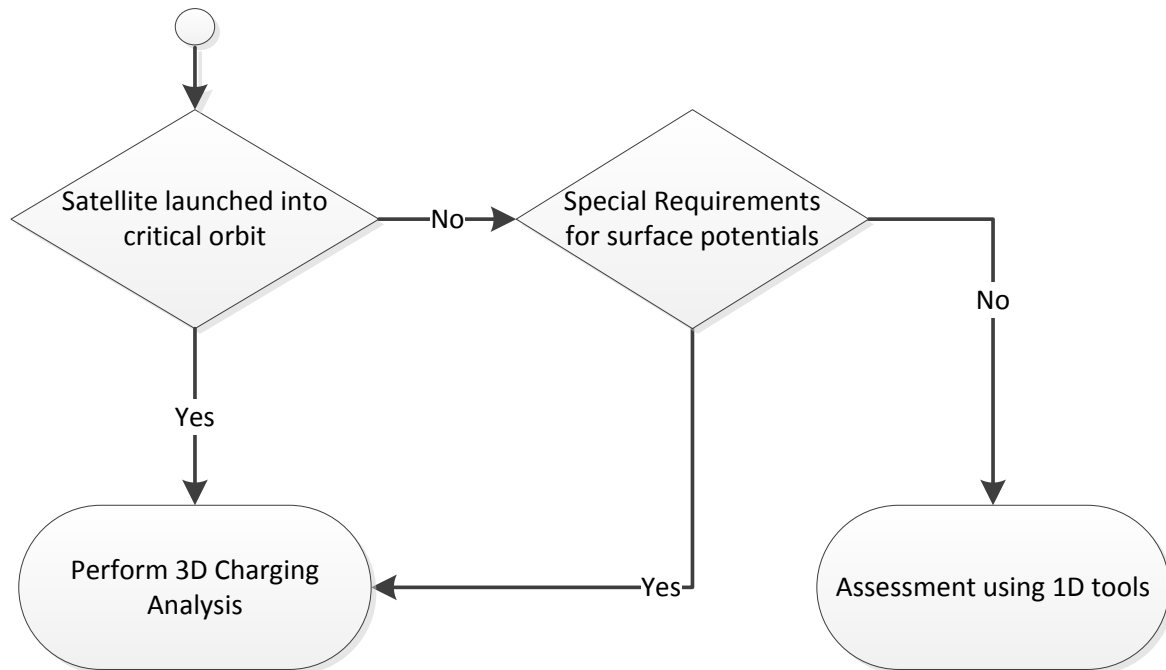 Satellite launched into
critical orbit
No
Special Requirements
for surface potentials
No
Yes
Perform 3D Charging
Analysis
Yes
Assessment using 1D tools